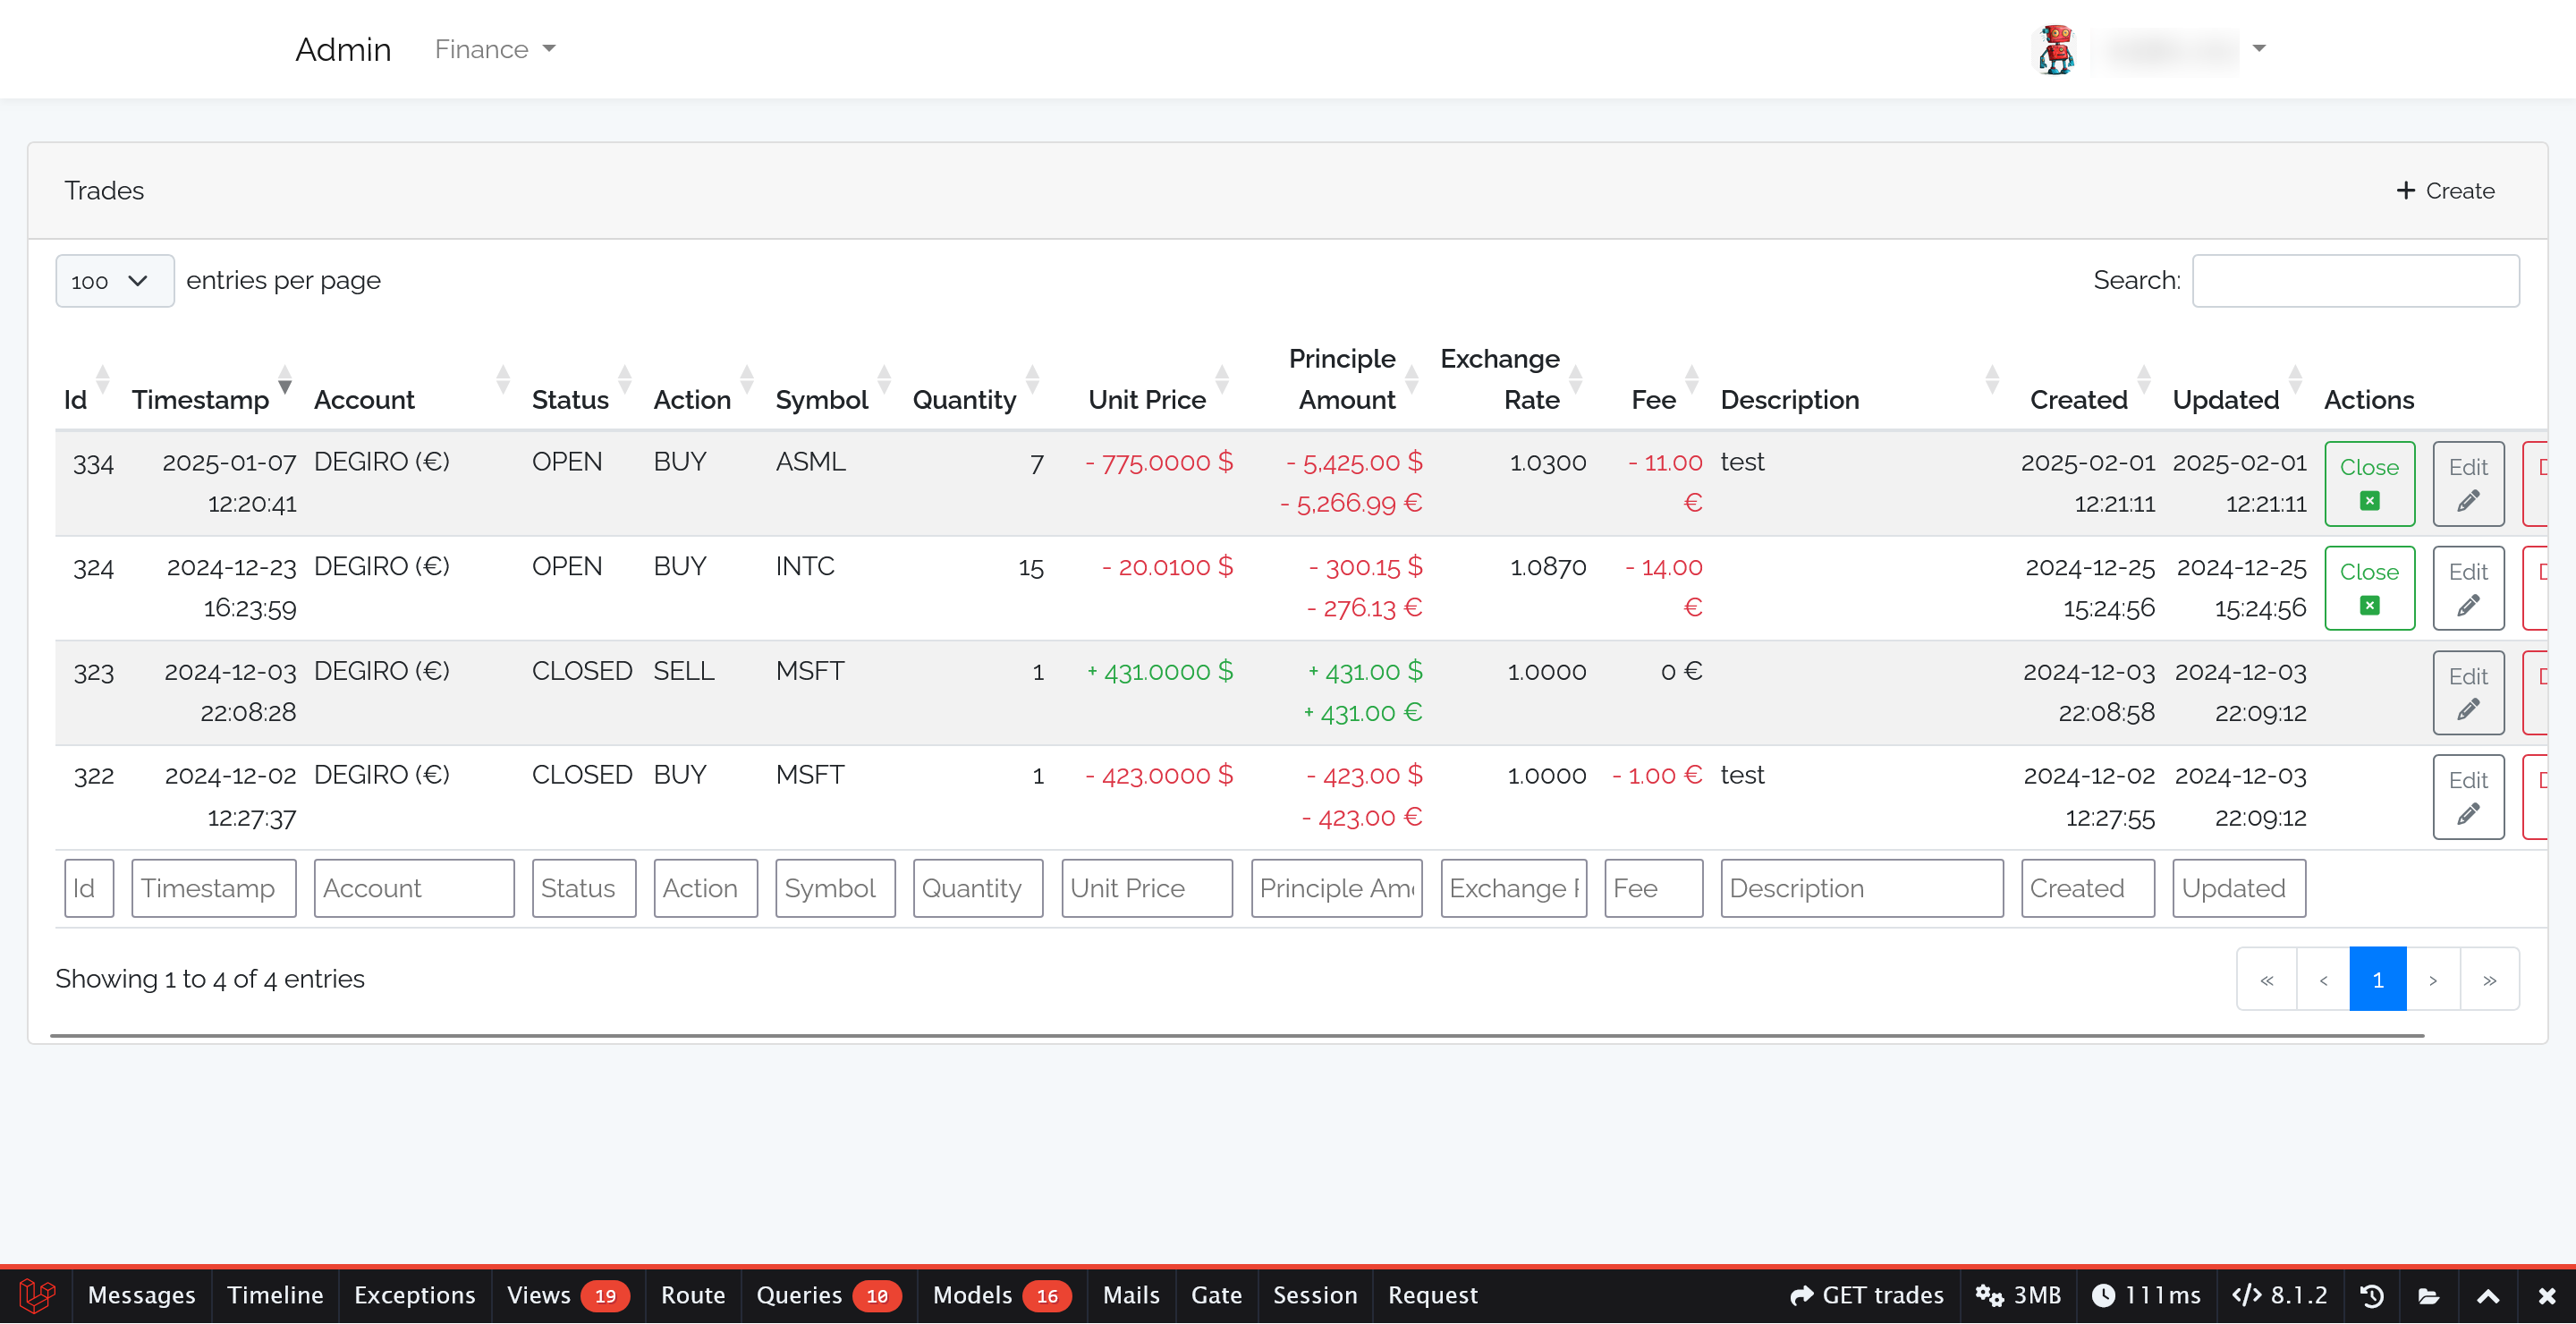 Admin Finance
Trades
+ Create
100 entries per page
Search:
Id Timestamp Account Status Action Symbol Quantity Unit Price Principle Amount Exchange Rate Fee Description Created Updated Actions
334 2025-01-07 DEGIRO (€) OPEN BUY ASML 7 - 775.0000 $ - 5,425.00 $ 1.0300 - 11.00 test 2025-02-01 2025-02-01 Close Edit
12:20:41 - 5,266.99 € € 12:21:11 12:21:11
324 2024-12-23 DEGIRO (€) OPEN BUY INTC 15 - 20.0100 $ - 300.15 $ 1.0870 - 14.00 2024-12-25 2024-12-25 Close Edit
16:23:59 - 276.13 € € 15:24:56 15:24:56
323 2024-12-03 DEGIRO (€) CLOSED SELL MSFT 1 + 431.0000 $ + 431.00 $ 1.0000 0 € 2024-12-03 2024-12-03 Edit
22:08:28 + 431.00 € 22:08:58 22:09:12
322 2024-12-02 DEGIRO (€) CLOSED BUY MSFT 1 - 423.0000 $ - 423.00 $ 1.0000 - 1.00 € test 2024-12-02 2024-12-03 Edit
12:27:37 - 423.00 € 12:27:55 22:09:12
Id Timestamp Account Status Action Symbol Quantity Unit Price Principle Am Exchange Fee Description Created Updated
Showing 1 to 4 of 4 entries
« ‹ 1 › »
Messages Timeline Exceptions Views 19 Route Queries 10 Models 16 Mails Gate Session Request GET trades 3MB 111ms </> 8.1.2